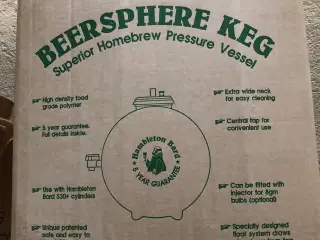 BEERSPHERE KEG
Superior Homebrew Pressure Vessel
High density food
grade polymer
5 year guarantee.
Full details inside.
Use with Hambleton
Bard S30+ cylinders
Unique patented
safe and easy to
Extra wide neck
for easy cleaning
Central tap for
convenient use
Can be fitted with
injector for 8gm
bulbs (optional)
Specially designed
float system draws
Hambleton Bard
5 YEAR GUARANTEE